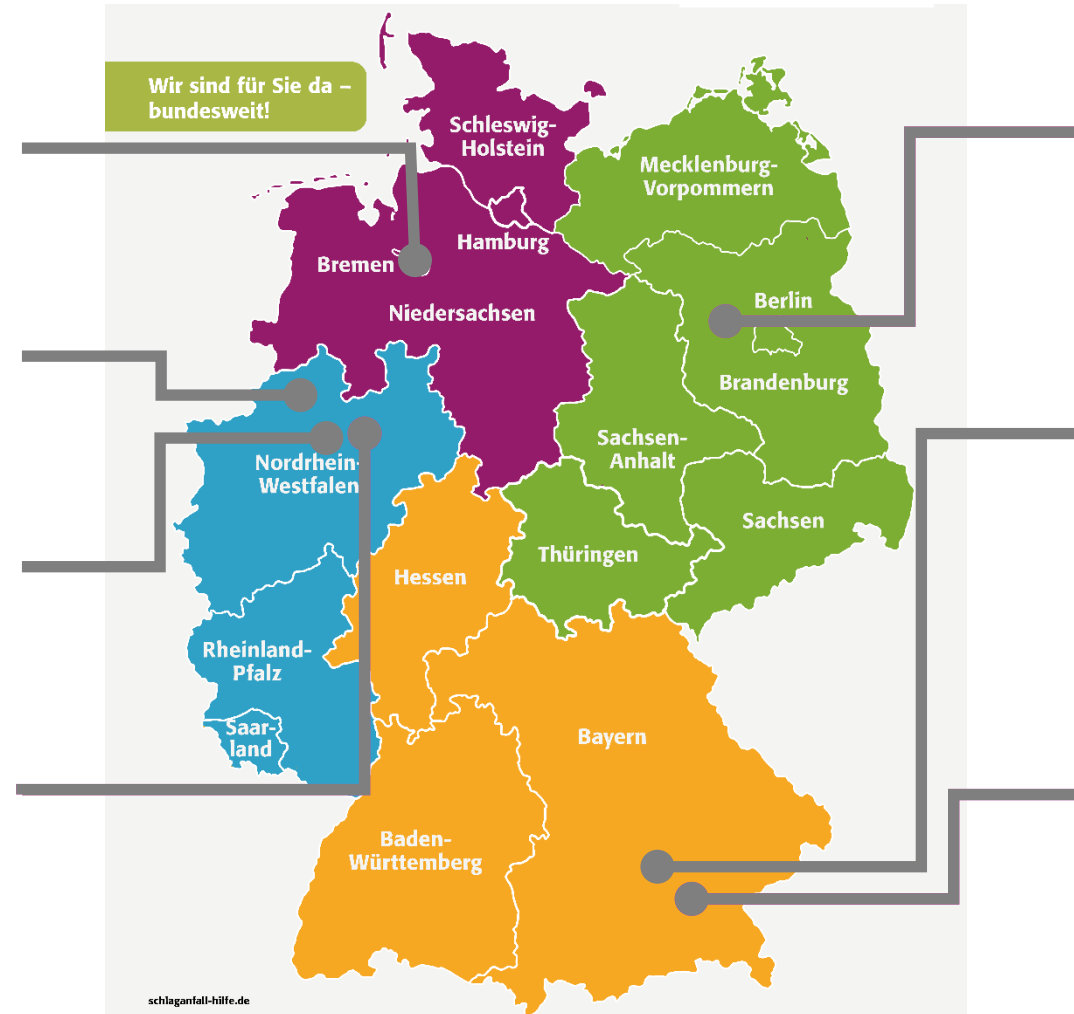 Wir sind für Sie da –
bundesweit!
Schleswig-
Holstein
Mecklenburg-
Vorpommern
Hamburg
Bremen
Niedersachsen
Berlin
Brandenburg
Sachsen-
Anhalt
Nordrhein-
Westfalen
Sachsen
Thüringen
Hessen
Rheinland-
Pfalz
Saar-
land
Bayern
Baden-
Württemberg
schlaganfall-hilfe.de